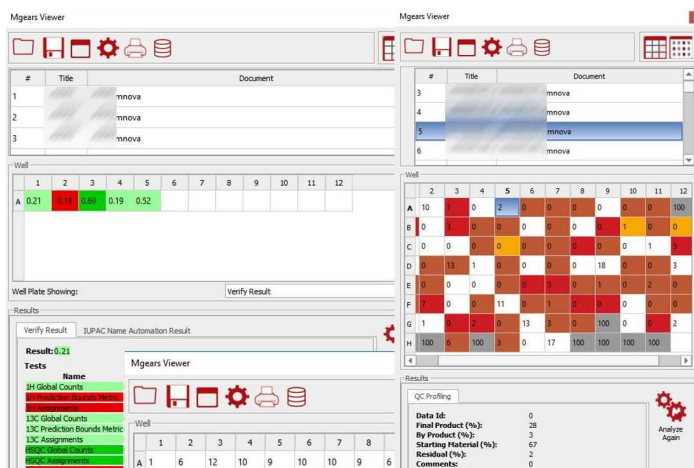 Mgears Viewer
# Title Document
1 mnova
2 mnova
3 mnova
Well
1 2 3 4 5 6 7 8 9 10 11 12
A 0.21 0.18 0.69 0.19 0.52
Well Plate Showing: Verify Result
Results
Verify Result IUPAC Name Automation Result
Result: 0.21
Tests
Name
1H Global Counts
1H Prediction Bounds Metric
1H Assignments
13C Global Counts
13C Prediction Bounds Metric
13C Assignments
HSQC Global Counts
HSQC Assignments
Mgears Viewer
Well
1 2 3 4 5 6 7 8
A 1 6 12 10 9 10 9 6
Mgears Viewer
# Title Document
3 mnova
4 mnova
5 mnova
6 mnova
Well
2 3 4 5 6 7 8 9 10 11 12
A 10 1 0 2 0 0 0 0 0 0 100
B 0 3 0 0 0 0 0 0 1 0 0
C 0 0 0 0 0 0 0 0 0 1 5
D 0 13 1 0 0 0 0 18 0 0 3
E 0 0 0 0 0 3 0 1 0 2 0
F 7 0 0 11 0 1 0 0 0 0 0
G 1 0 2 0 13 3 0 100 0 0 2
H 100 6 100 3 0 17 100 100 100 100
Results
QC Profiling
Data Id: 0
Final Product (%): 28
By Product (%): 3
Starting Material (%): 67
Residual (%): 2
Comments: 0
Analyze
Again